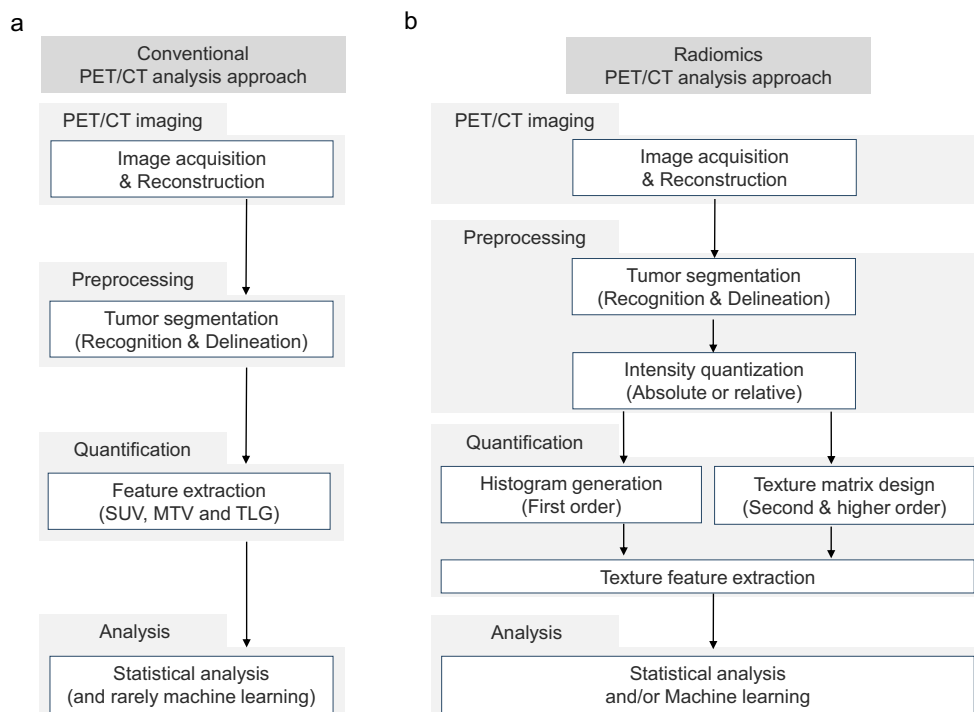 a
Conventional
PET/CT analysis approach
PET/CT imaging
Image acquisition
& Reconstruction
Preprocessing
Tumor segmentation
(Recognition & Delineation)
Quantification
Feature extraction
(SUV, MTV and TLG)
Analysis
Statistical analysis
(and rarely machine learning)
b
Radiomics
PET/CT analysis approach
PET/CT imaging
Image acquisition
& Reconstruction
Preprocessing
Tumor segmentation
(Recognition & Delineation)
Intensity quantization
(Absolute or relative)
Quantification
Histogram generation
(First order)
Texture matrix design
(Second & higher order)
Texture feature extraction
Analysis
Statistical analysis
and/or Machine learning